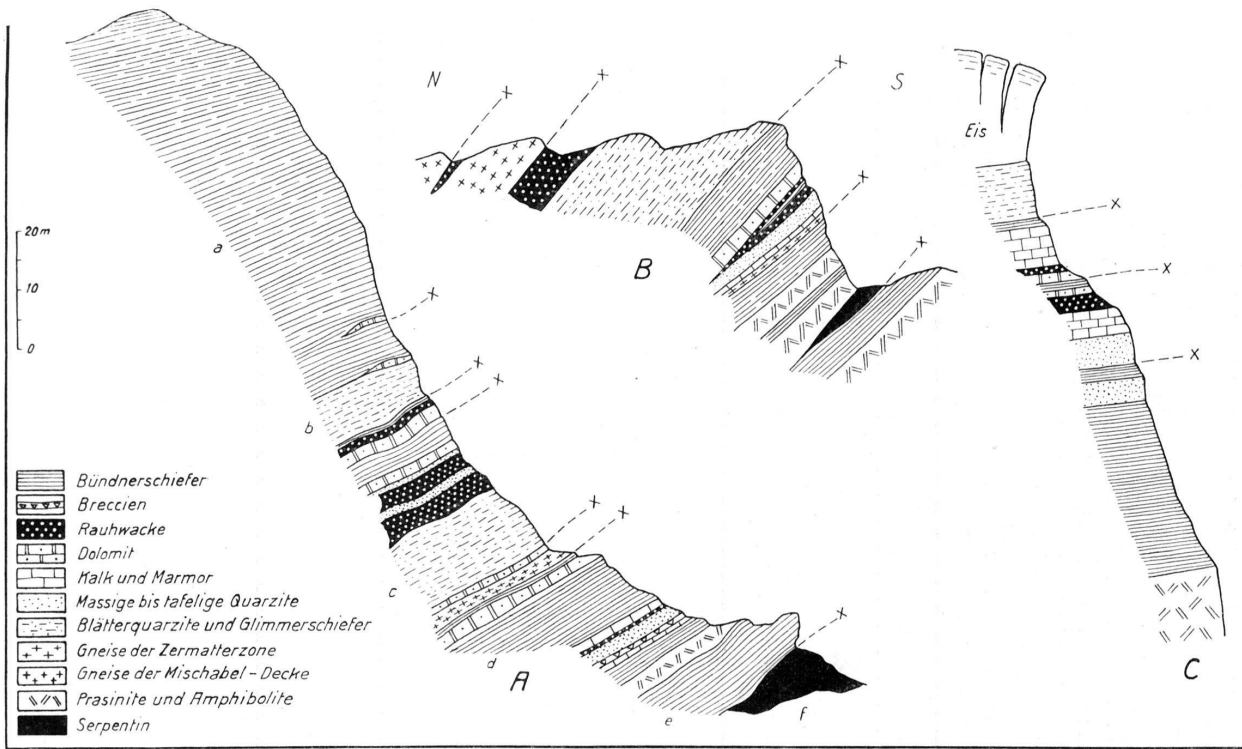 N
S
x
x
x
Eis
20 m
10
0
a
x
x
x
B
x
x
x
x
x
b
x
x
c
x
x
x
d
A
e
f
C
Bündnerschiefer
Breccien
Rauhwacke
Dolomit
Kalk und Marmor
Massige bis tafelige Quarzite
Blätterquarzite und Glimmerschiefer
Gneise der Zermatterzone
Gneise der Mischabel-Decke
Prasinite und Amphibolite
Serpentin